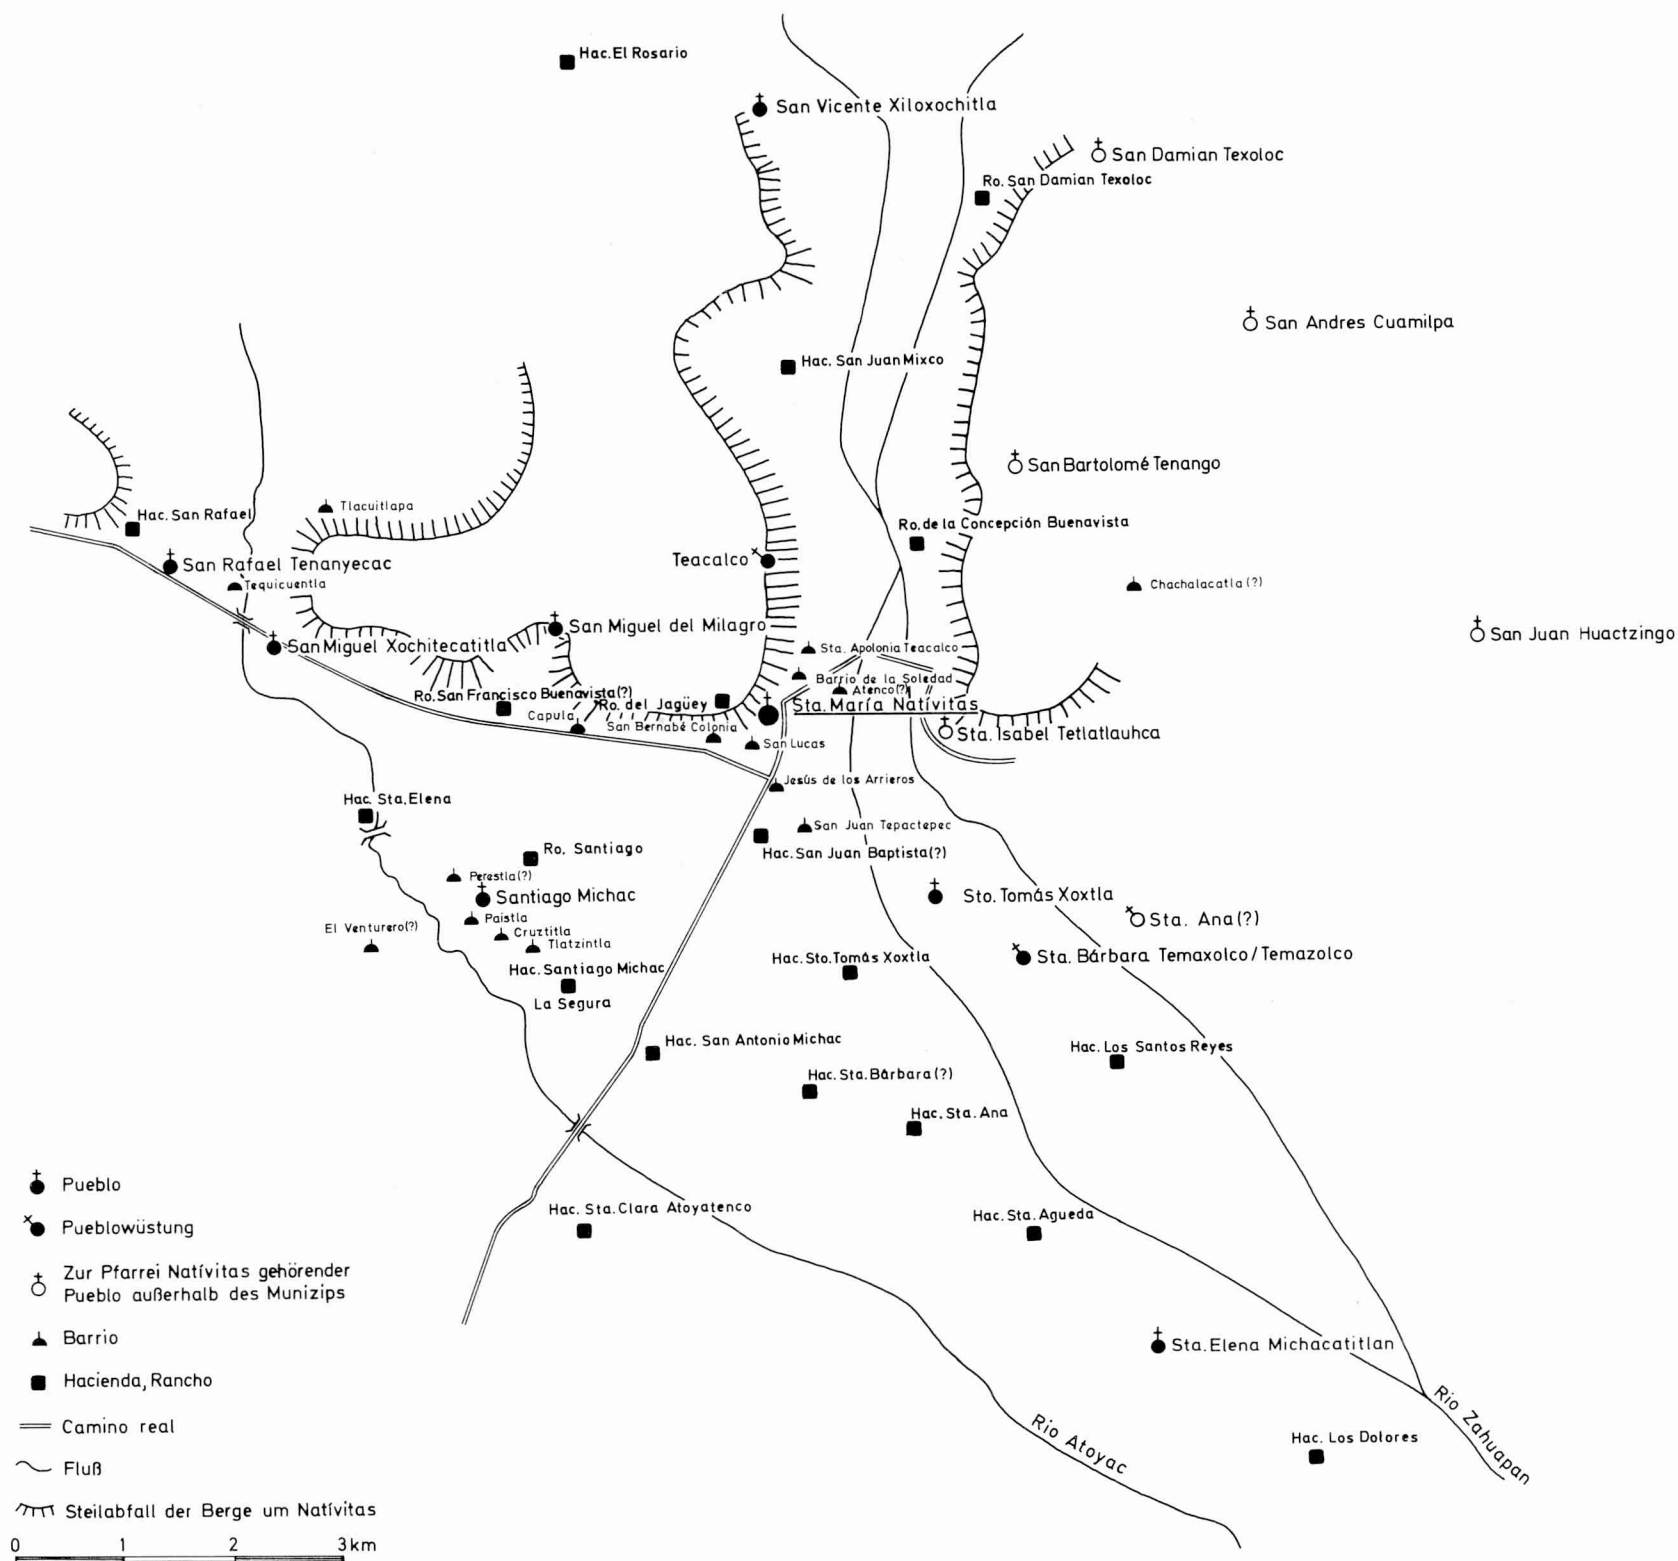 Hac. El Rosario
San Vicente Xiloxochitla
San Damian Texoloc
Ro. San Damian Texoloc
San Andres Cuamilpa
Hac. San Juan Mixco
San Bartolomé Tenango
Tlacuitlapa
Hac. San Rafael
Ro. de la Concepción Buenavista
Teacalco
San Rafael Tenanyecac
Tequicuentla
Chachalacatla (?)
San Miguel del Milagro
San Juan Huactzingo
San Miguel Xochitecatitla
Sta. Apolonia Teacalco
Barrio de la Soledad
Atenco (?)
Ro. San Francisco Buenavista (?)
Ro. del Jagüey
Sta. María Natívitas
Capula
San Bernabé Colonia
Sta. Isabel Tetlatlauhca
San Lucas
Jesús de los Arrieros
Hac. Sta. Elena
San Juan Tepactepec
Ro. Santiago
Hac. San Juan Baptista (?)
Perestla (?)
Santiago Michac
Sto. Tomás Xoxtla
Paistla
Sta. Ana (?)
El Venturero (?)
Cruztitla
Tlatzintla
Sta. Bárbara Temaxolco / Temazolco
Hac. Sto. Tomás Xoxtla
Hac. Santiago Michac
La Segura
Hac. San Antonio Michac
Hac. Los Santos Reyes
Hac. Sta. Bárbara (?)
Hac. Sta. Ana
Hac. Sta. Clara Atoyatenco
Hac. Sta. Agueda
Sta. Elena Michacatitlan
Río Zahuapan
Río Atoyac
Hac. Los Dolores
Pueblo
Pueblowüstung
Zur Pfarrei Natívitas gehörender
Pueblo außerhalb des Munizips
Barrio
Hacienda, Rancho
Camino real
Fluß
Steilabfall der Berge um Natívitas
0 1 2 3 km